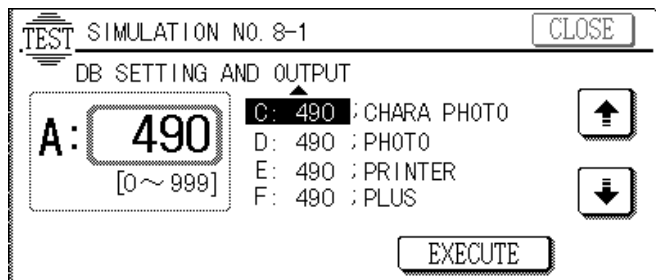 TEST SIMULATION NO. 8-1 CLOSE
DB SETTING AND OUTPUT
A: 490
[0~999]
C: 490 ; CHARA PHOTO
D: 490 ; PHOTO
E: 490 ; PRINTER
F: 490 ; PLUS
EXECUTE